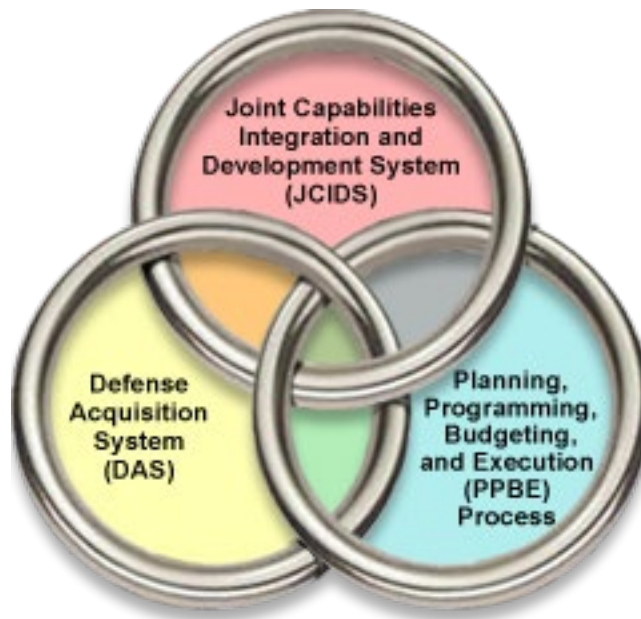 Joint Capabilities
Integration and
Development System
(JCIDS)
Defense
Acquisition
System
(DAS)
Planning,
Programming,
Budgeting,
and Execution
(PPBE)
Process